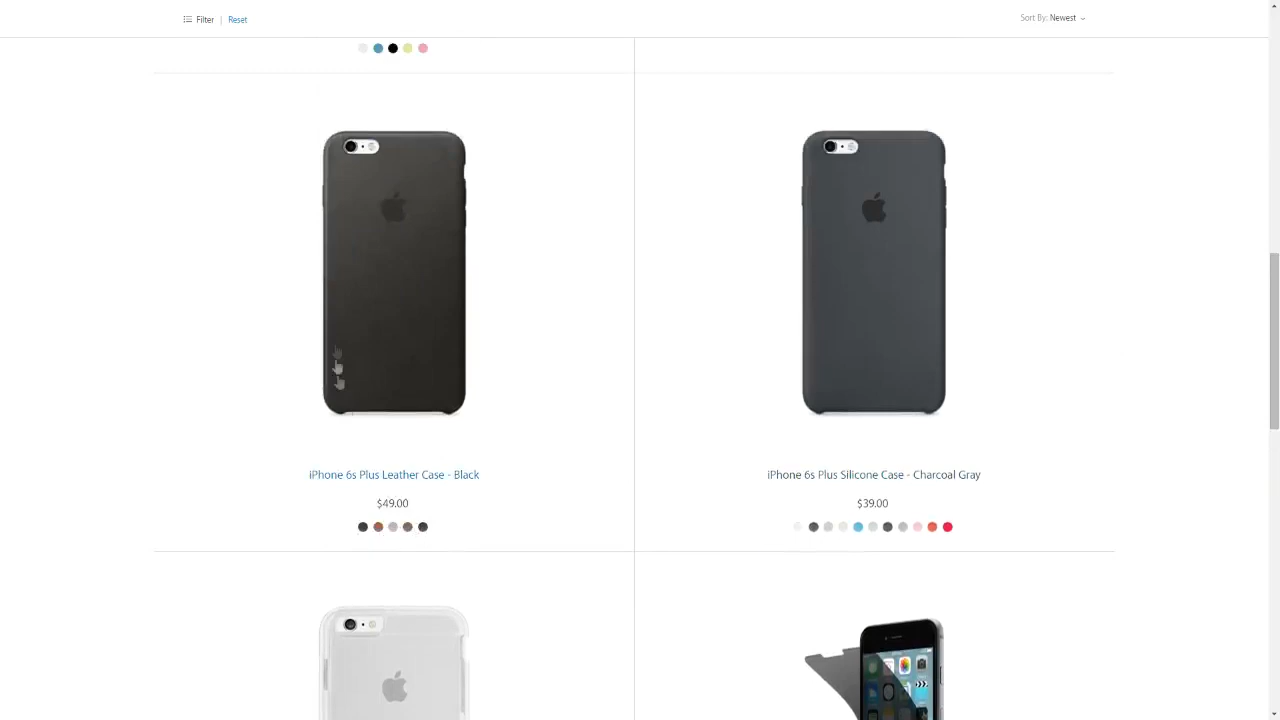 Filter | Reset
Sort By: Newest
iPhone 6s Plus Leather Case - Black
$49.00
iPhone 6s Plus Silicone Case - Charcoal Gray
$39.00